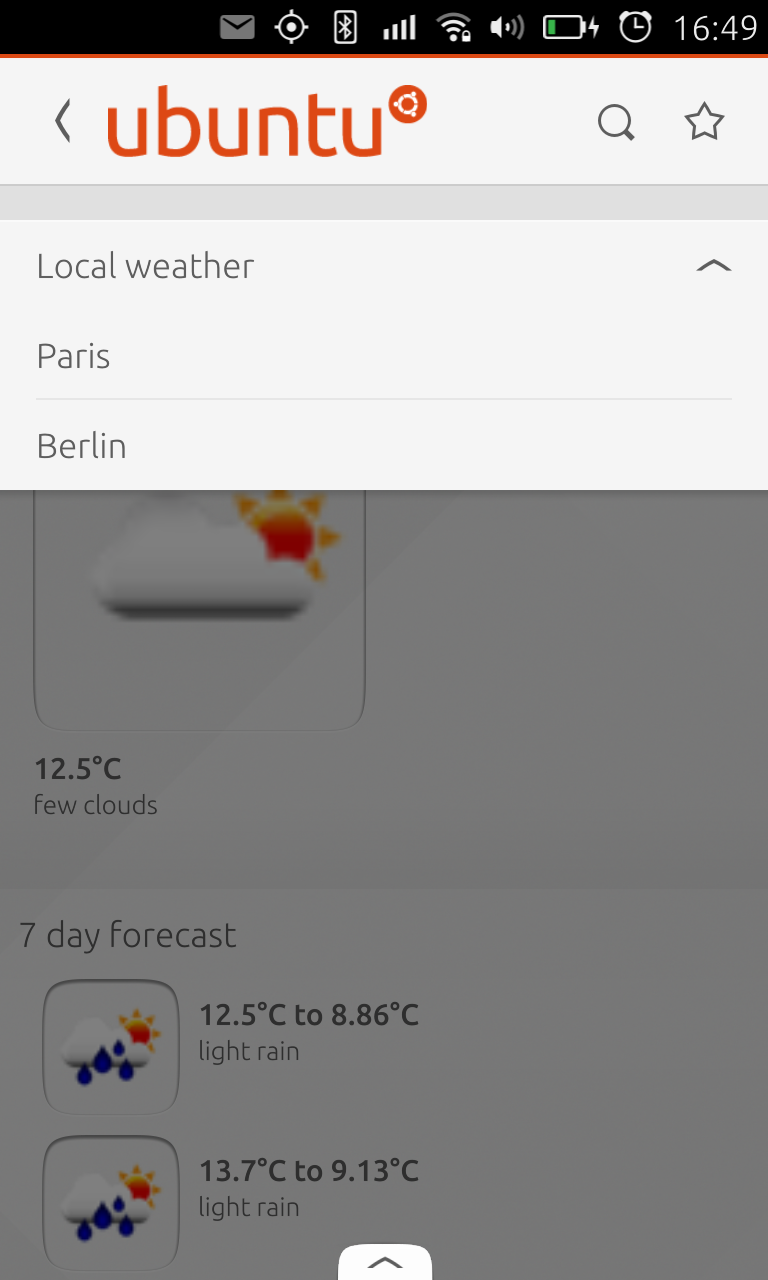 16:49
ubuntu
Local weather
Paris
Berlin
12.5°C
few clouds
7 day forecast
12.5°C to 8.86°C
light rain
13.7°C to 9.13°C
light rain